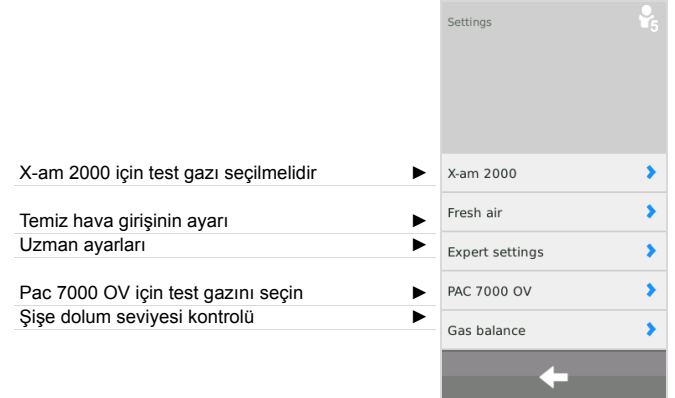 Settings
5
X-am 2000 için test gazı seçilmelidir ► X-am 2000
Temiz hava girişinin ayarı ► Fresh air
Uzman ayarları ► Expert settings
Pac 7000 OV için test gazını seçin ► PAC 7000 OV
Şişe dolum seviyesi kontrolü ► Gas balance